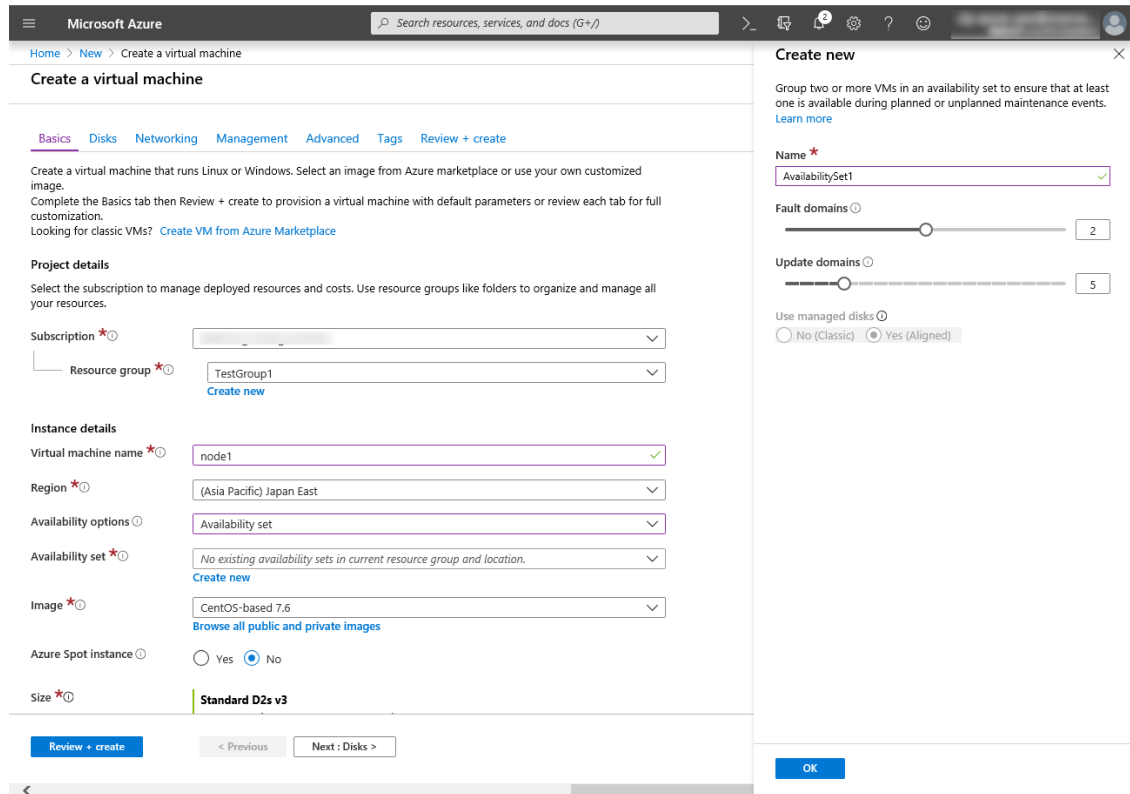 Microsoft Azure
Search resources, services, and docs (G+/)
2
Home > New > Create a virtual machine
Create a virtual machine
Basics Disks Networking Management Advanced Tags Review + create
Create a virtual machine that runs Linux or Windows. Select an image from Azure marketplace or use your own customized
image.
Complete the Basics tab then Review + create to provision a virtual machine with default parameters or review each tab for full
customization.
Looking for classic VMs? Create VM from Azure Marketplace
Project details
Select the subscription to manage deployed resources and costs. Use resource groups like folders to organize and manage all
your resources.
Subscription *
Resource group * TestGroup1
Create new
Instance details
Virtual machine name * node1
Region * (Asia Pacific) Japan East
Availability options Availability set
Availability set * No existing availability sets in current resource group and location.
Create new
Image * CentOS-based 7.6
Browse all public and private images
Azure Spot instance Yes No
Size * Standard D2s v3
Review + create < Previous Next : Disks >
Create new
Group two or more VMs in an availability set to ensure that at least
one is available during planned or unplanned maintenance events.
Learn more
Name *
AvailabilitySet1
Fault domains
2
Update domains
5
Use managed disks
No (Classic) Yes (Aligned)
OK